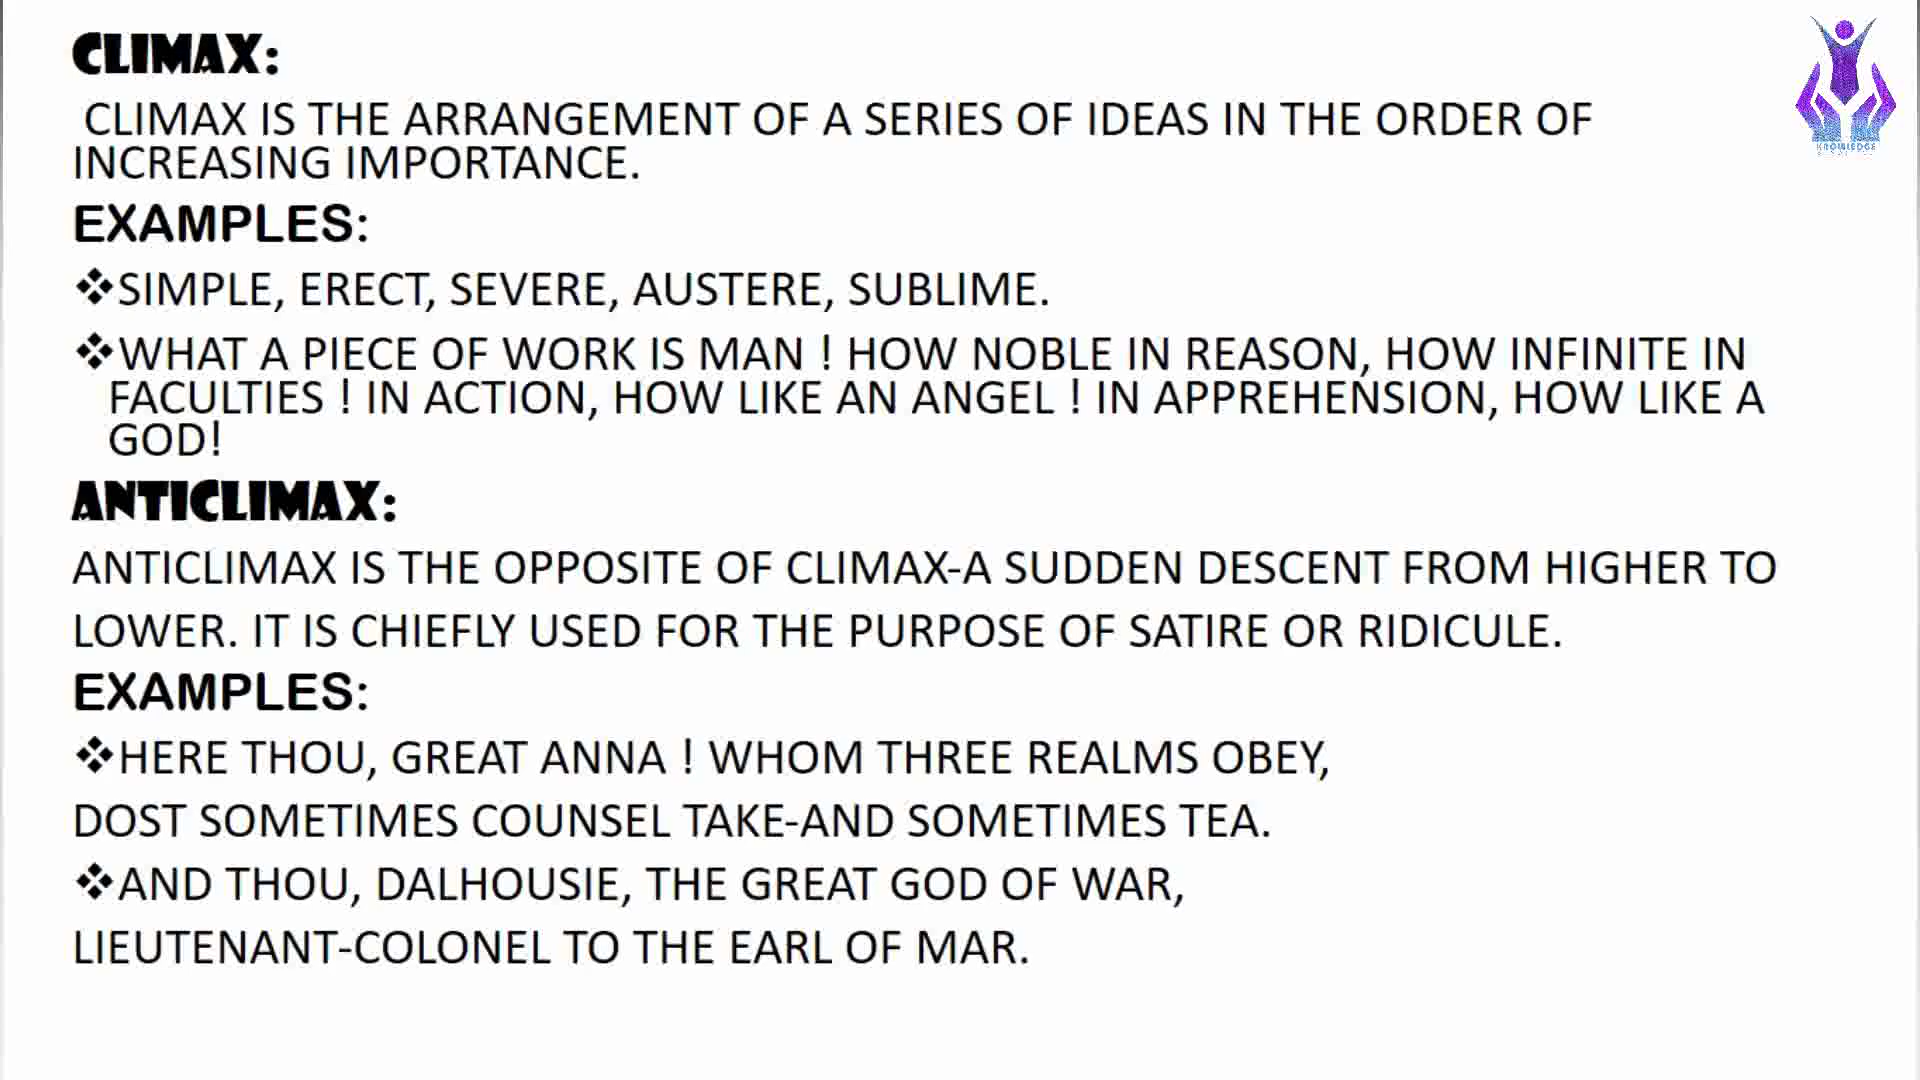 CLIMAX:
CLIMAX IS THE ARRANGEMENT OF A SERIES OF IDEAS IN THE ORDER OF
INCREASING IMPORTANCE.
EXAMPLES:
❖SIMPLE, ERECT, SEVERE, AUSTERE, SUBLIME.
❖WHAT A PIECE OF WORK IS MAN ! HOW NOBLE IN REASON, HOW INFINITE IN
FACULTIES ! IN ACTION, HOW LIKE AN ANGEL ! IN APPREHENSION, HOW LIKE A
GOD!
ANTICLIMAX:
ANTICLIMAX IS THE OPPOSITE OF CLIMAX-A SUDDEN DESCENT FROM HIGHER TO
LOWER. IT IS CHIEFLY USED FOR THE PURPOSE OF SATIRE OR RIDICULE.
EXAMPLES:
❖HERE THOU, GREAT ANNA ! WHOM THREE REALMS OBEY,
DOST SOMETIMES COUNSEL TAKE-AND SOMETIMES TEA.
❖AND THOU, DALHOUSIE, THE GREAT GOD OF WAR,
LIEUTENANT-COLONEL TO THE EARL OF MAR.
KNOWLEDGE